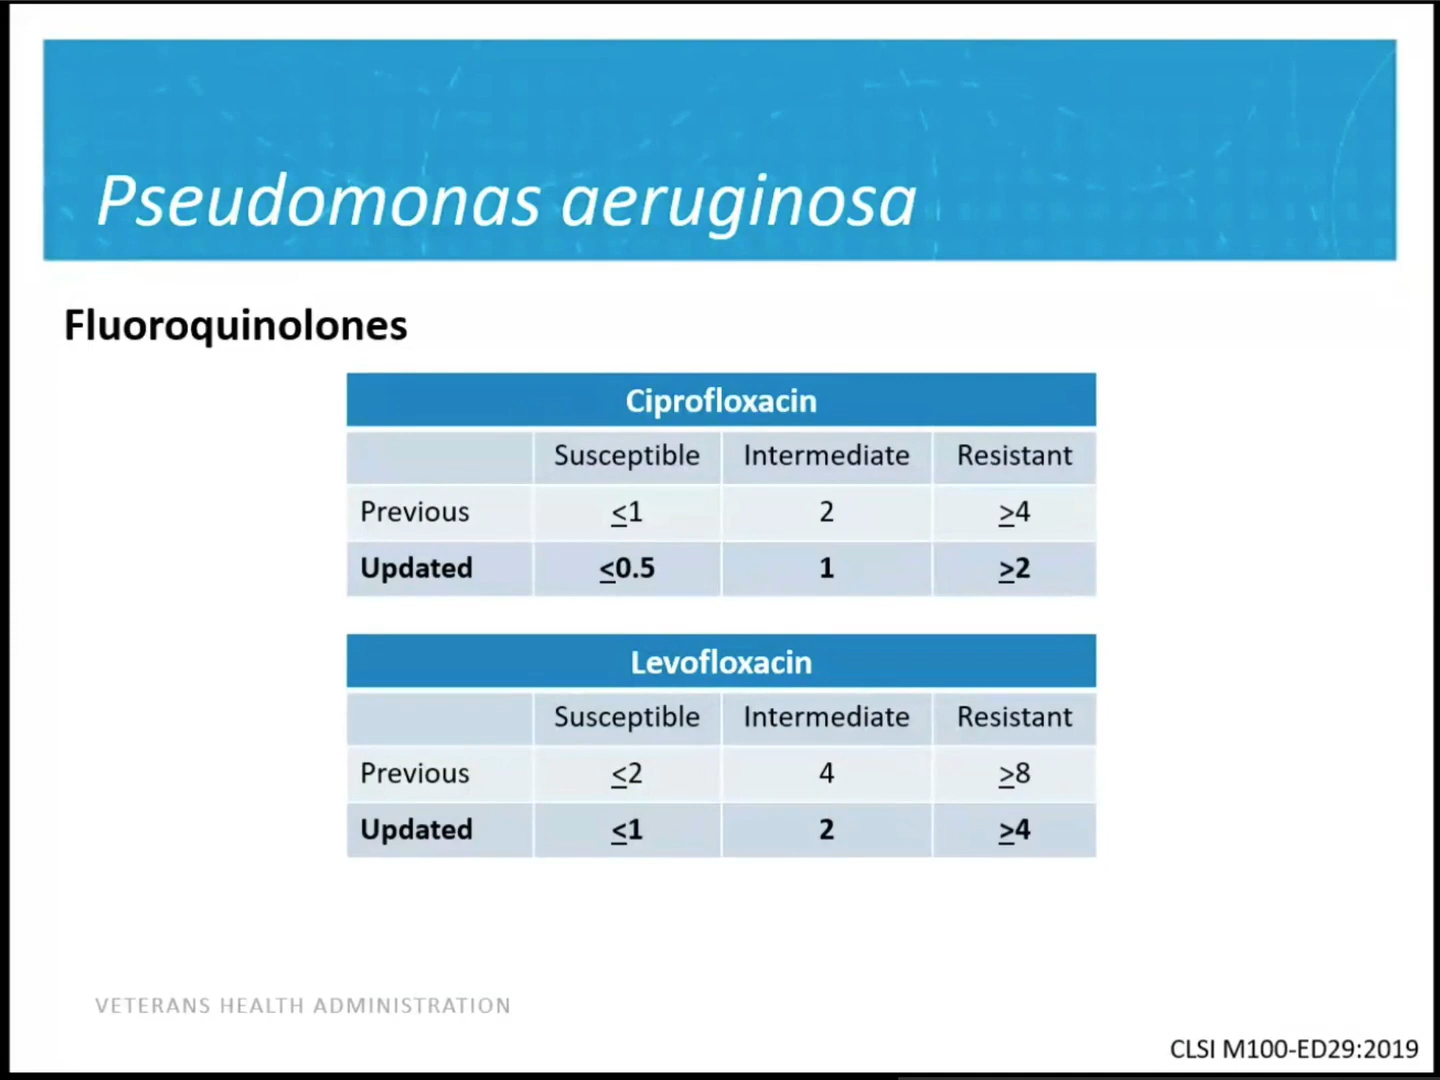 Pseudomonas aeruginosa
Fluoroquinolones
Ciprofloxacin
Susceptible Intermediate Resistant
Previous ≤1 2 ≥4
Updated ≤0.5 1 ≥2
Levofloxacin
Susceptible Intermediate Resistant
Previous ≤2 4 ≥8
Updated ≤1 2 ≥4
VETERANS HEALTH ADMINISTRATION
CLSI M100-ED29:2019